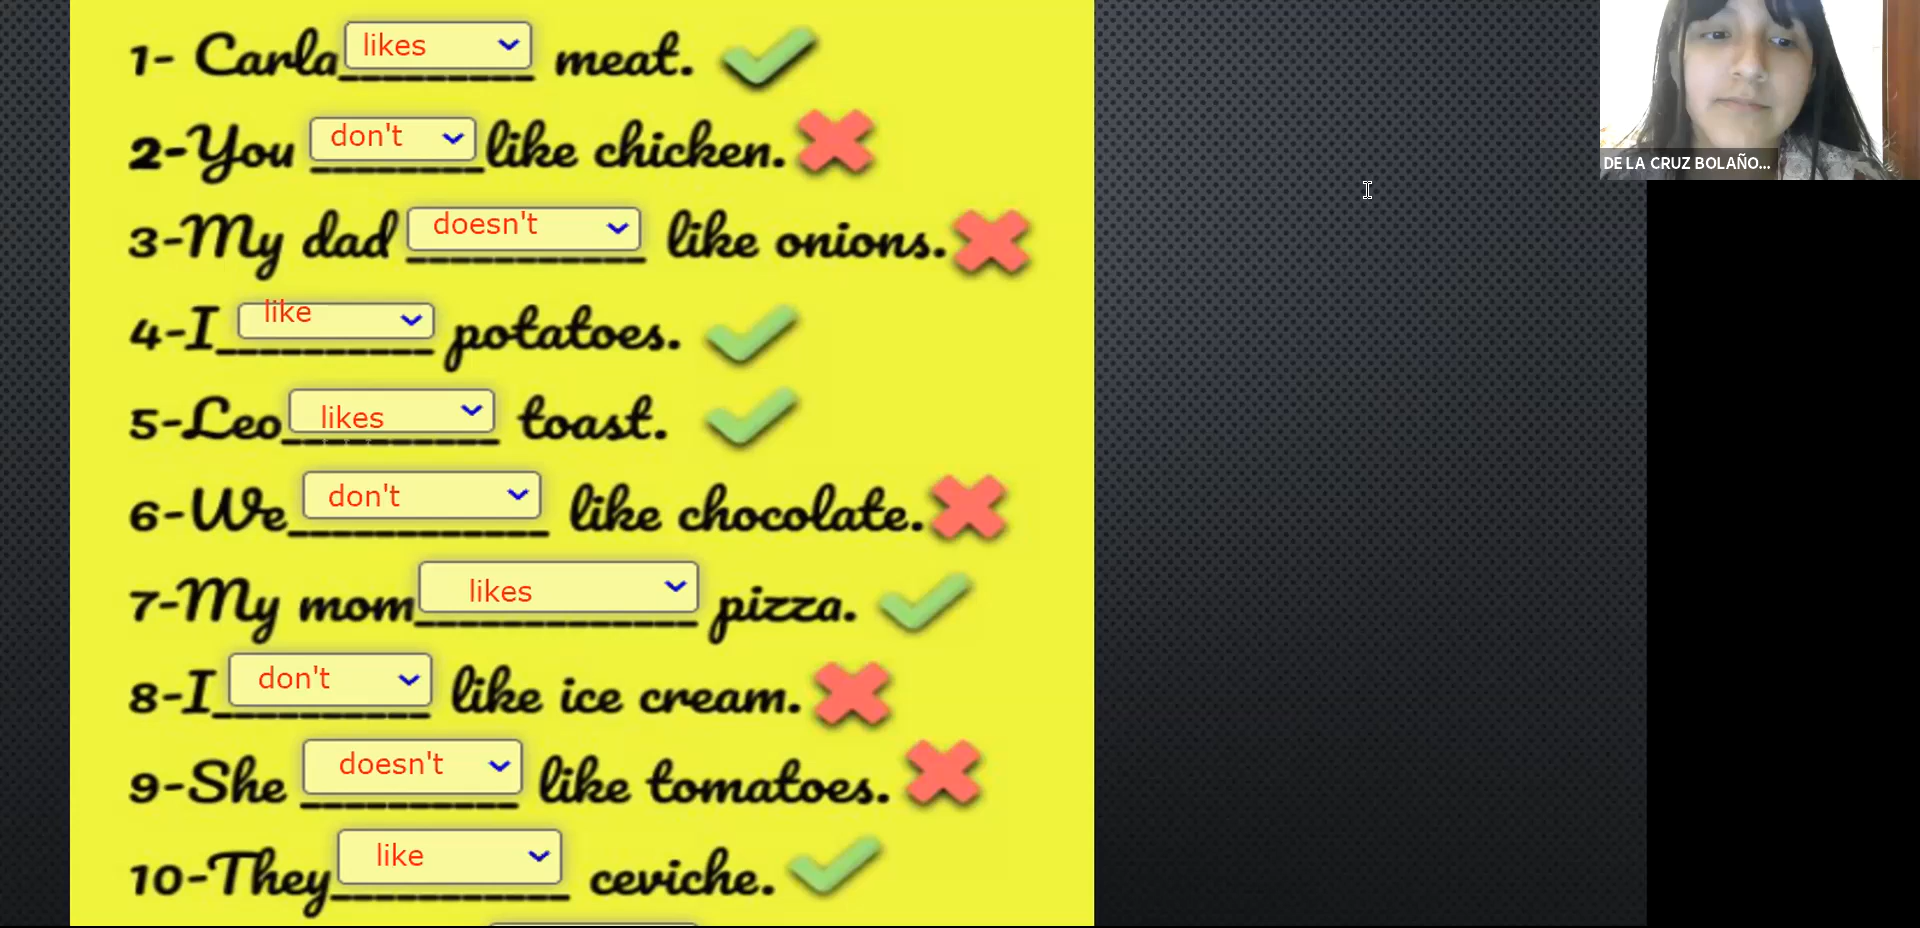 1- Carla likes meat.
2-You don't like chicken.
3-My dad doesn't like onions.
4-I like potatoes.
5-Leo likes toast.
6-We don't like chocolate.
7-My mom likes pizza.
8-I don't like ice cream.
9-She doesn't like tomatoes.
10-They like ceviche.
DE LA CRUZ BOLAÑO...